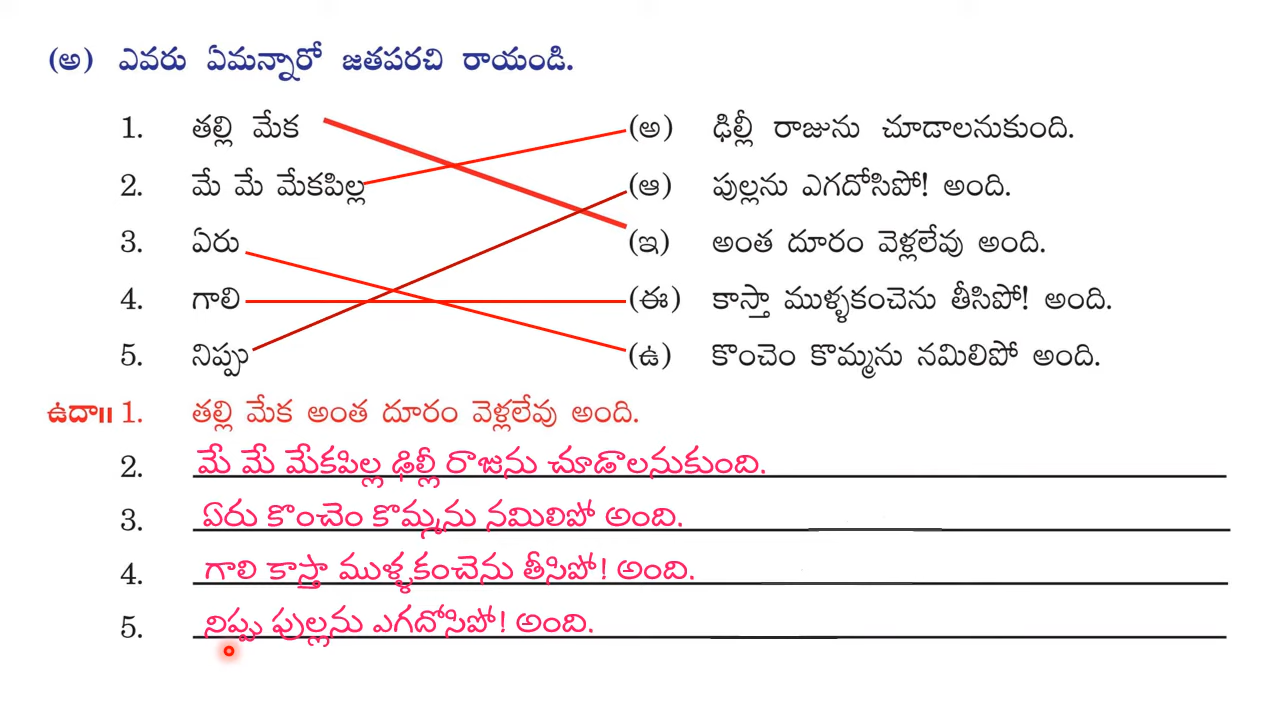 (అ) ఎవరు ఏమన్నారో జతపరచి రాయండి.
1. తల్లి మేక (అ) ఢిల్లీ రాజును చూడాలనుకుంది.
2. మే మే మేకపిల్ల (ఆ) పుల్లను ఎగదోసిపో! అంది.
3. ఏరు (ఇ) అంత దూరం వెళ్లలేవు అంది.
4. గాలి (ఈ) కాస్తా ముళ్ళకంచెను తీసిపో! అంది.
5. నిప్పు (ఉ) కొంచెం కొమ్మను నమిలిపో అంది.
ఉదా॥ 1. తల్లి మేక అంత దూరం వెళ్లలేవు అంది.
2. మే మే మేకపిల్ల ఢిల్లీ రాజును చూడాలనుకుంది.
3. ఏరు కొంచెం కొమ్మను నమిలిపో అంది.
4. గాలి కాస్తా ముళ్ళకంచెను తీసిపో! అంది.
5. నిప్పు పుల్లను ఎగదోసిపో! అంది.